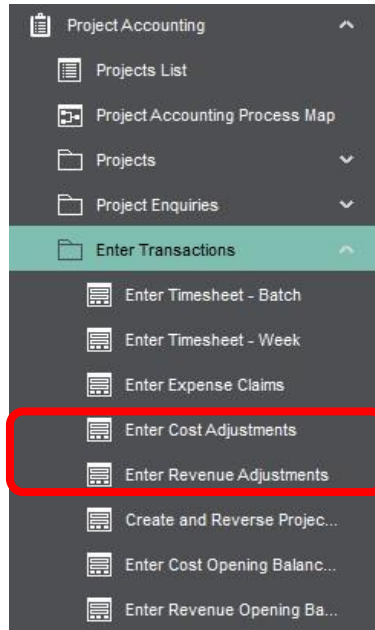 Project Accounting
Projects List
Project Accounting Process Map
Projects
Project Enquiries
Enter Transactions
Enter Timesheet - Batch
Enter Timesheet - Week
Enter Expense Claims
Enter Cost Adjustments
Enter Revenue Adjustments
Create and Reverse Projec...
Enter Cost Opening Balanc...
Enter Revenue Opening Ba...